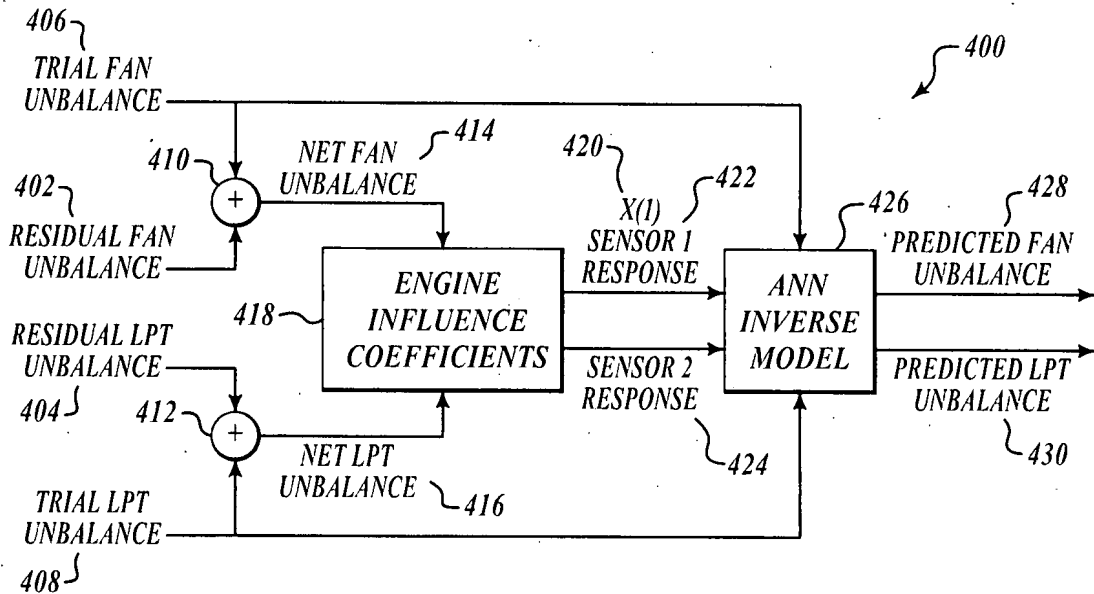 406
TRIAL FAN
UNBALANCE
400
410
+
NET FAN
UNBALANCE
414
402
RESIDUAL FAN
UNBALANCE
420
X(1)
422
SENSOR 1
RESPONSE
426
428
PREDICTED FAN
UNBALANCE
418
ENGINE
INFLUENCE
COEFFICIENTS
ANN
INVERSE
MODEL
RESIDUAL LPT
UNBALANCE
404
412
+
NET LPT
UNBALANCE
416
SENSOR 2
RESPONSE
424
PREDICTED LPT
UNBALANCE
430
TRIAL LPT
UNBALANCE
408